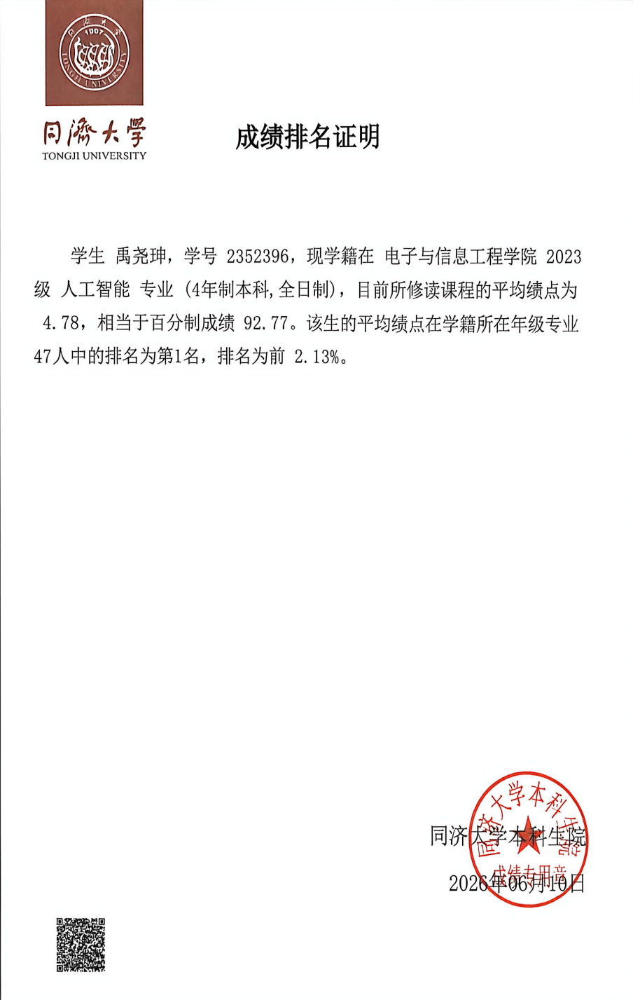 同濟大學
1907
TONGJI UNIVERSITY
同濟大學
TONGJI UNIVERSITY
成绩排名证明
学生 禹尧珅，学号 2352396，现学籍在 电子与信息工程学院 2023
级 人工智能 专业 (4年制本科,全日制)，目前所修读课程的平均绩点为
4.78，相当于百分制成绩 92.77。该生的平均绩点在学籍所在年级专业
47人中的排名为第1名，排名为前 2.13%。
同济大学本科生院
成绩专用章
同济大学本科生院
2026年06月10日